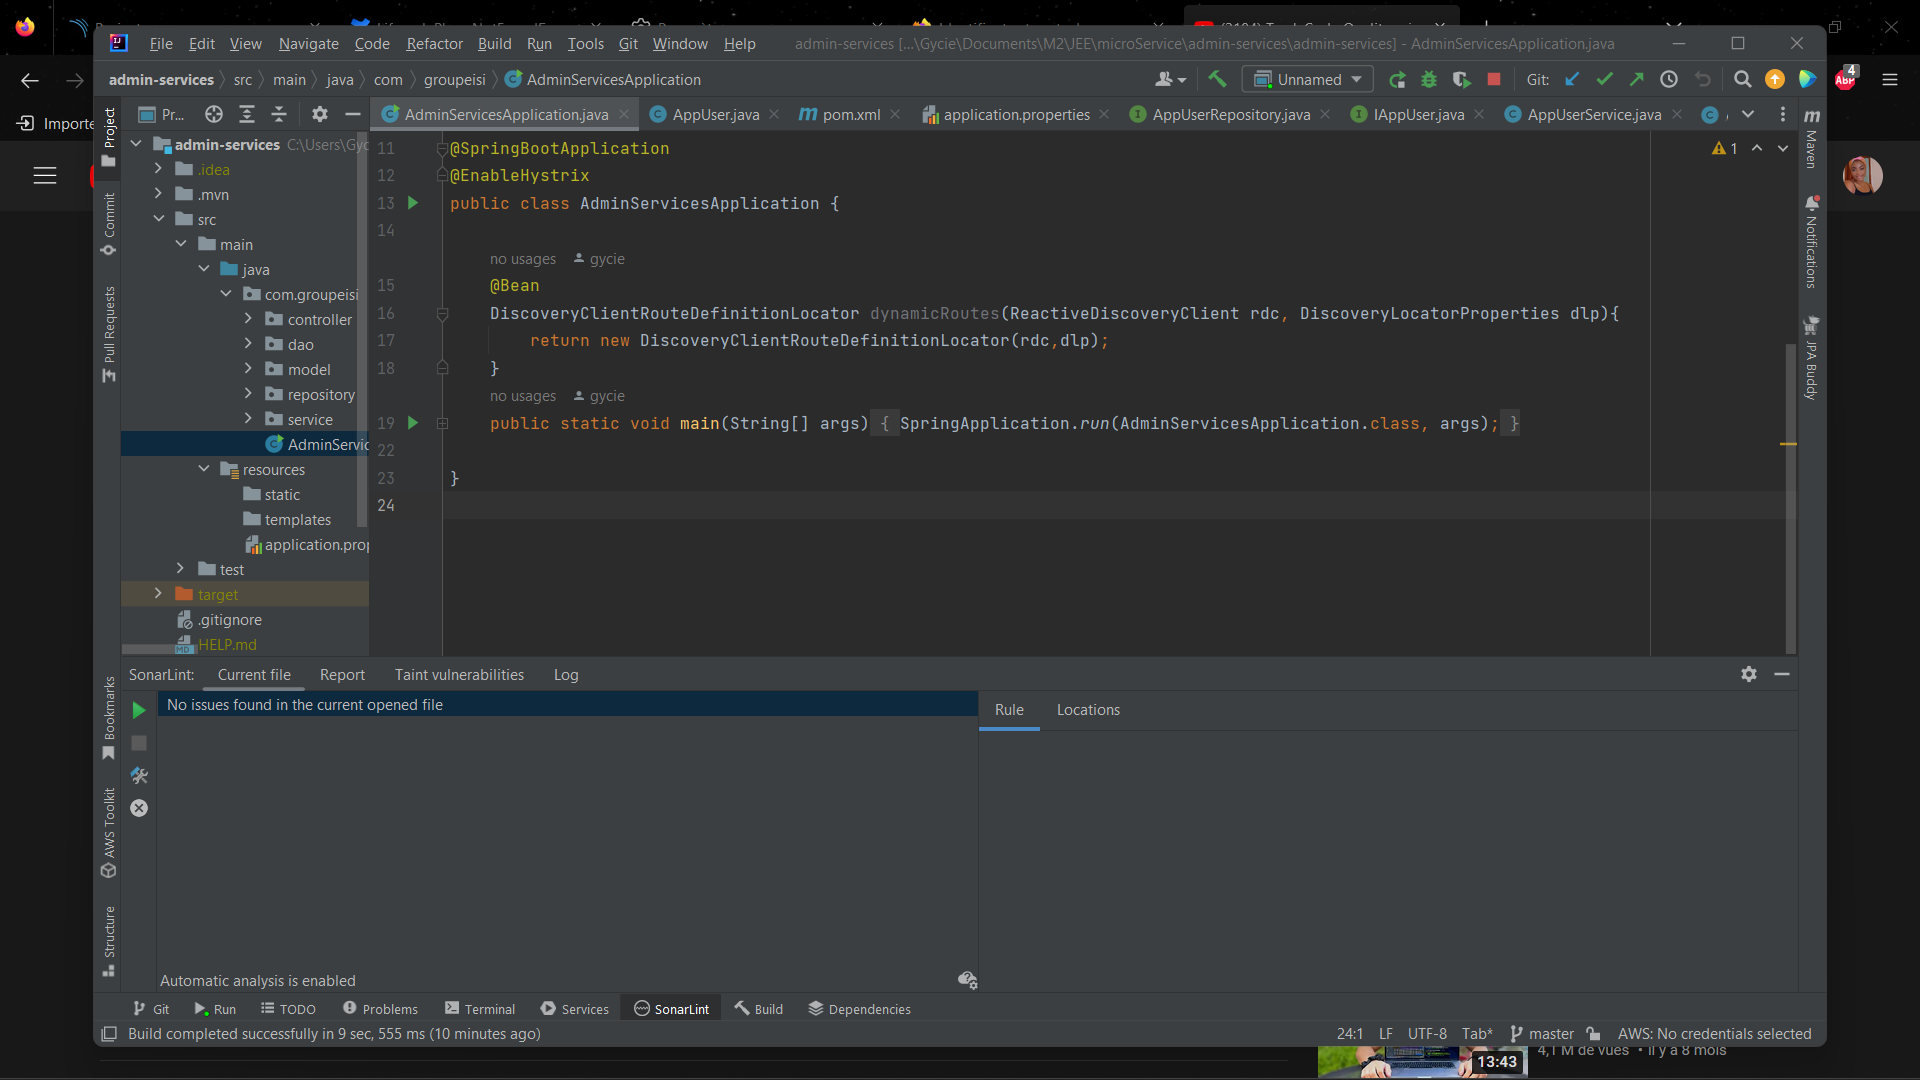 File Edit View Navigate Code Refactor Build Run Tools Git Window Help
admin-services [...\Gycie\Documents\M2\JEE\microService\admin-services\admin-services] - AdminServicesApplication.java
admin-services src main java com groupeisi AdminServicesApplication
Unnamed
Git:
ABP
4
Importe
Project
Pr...
AdminServicesApplication.java
AppUser.java
pom.xml
application.properties
AppUserRepository.java
IAppUser.java
AppUserService.java
admin-services C:\Users\Gyc
.idea
.mvn
src
main
java
com.groupeisi
controller
dao
model
repository
service
AdminServic
resources
static
templates
application.prop
test
target
.gitignore
HELP.md
Commit
Pull Requests
Bookmarks
AWS Toolkit
Structure
Maven
Notifications
JPA Buddy
1
11 @SpringBootApplication
12 @EnableHystrix
13 public class AdminServicesApplication {
14
no usages gycie
15 @Bean
16 DiscoveryClientRouteDefinitionLocator dynamicRoutes(ReactiveDiscoveryClient rdc, DiscoveryLocatorProperties dlp){
17 return new DiscoveryClientRouteDefinitionLocator(rdc,dlp);
18 }
no usages gycie
19 public static void main(String[] args) { SpringApplication.run(AdminServicesApplication.class, args); }
22
23 }
24
SonarLint: Current file Report Taint vulnerabilities Log
No issues found in the current opened file
Rule Locations
Automatic analysis is enabled
Git Run TODO Problems Terminal Services SonarLint Build Dependencies
Build completed successfully in 9 sec, 555 ms (10 minutes ago)
24:1 LF UTF-8 Tab* master AWS: No credentials selected
13:43
4,1 M de vues • il y a 8 mois